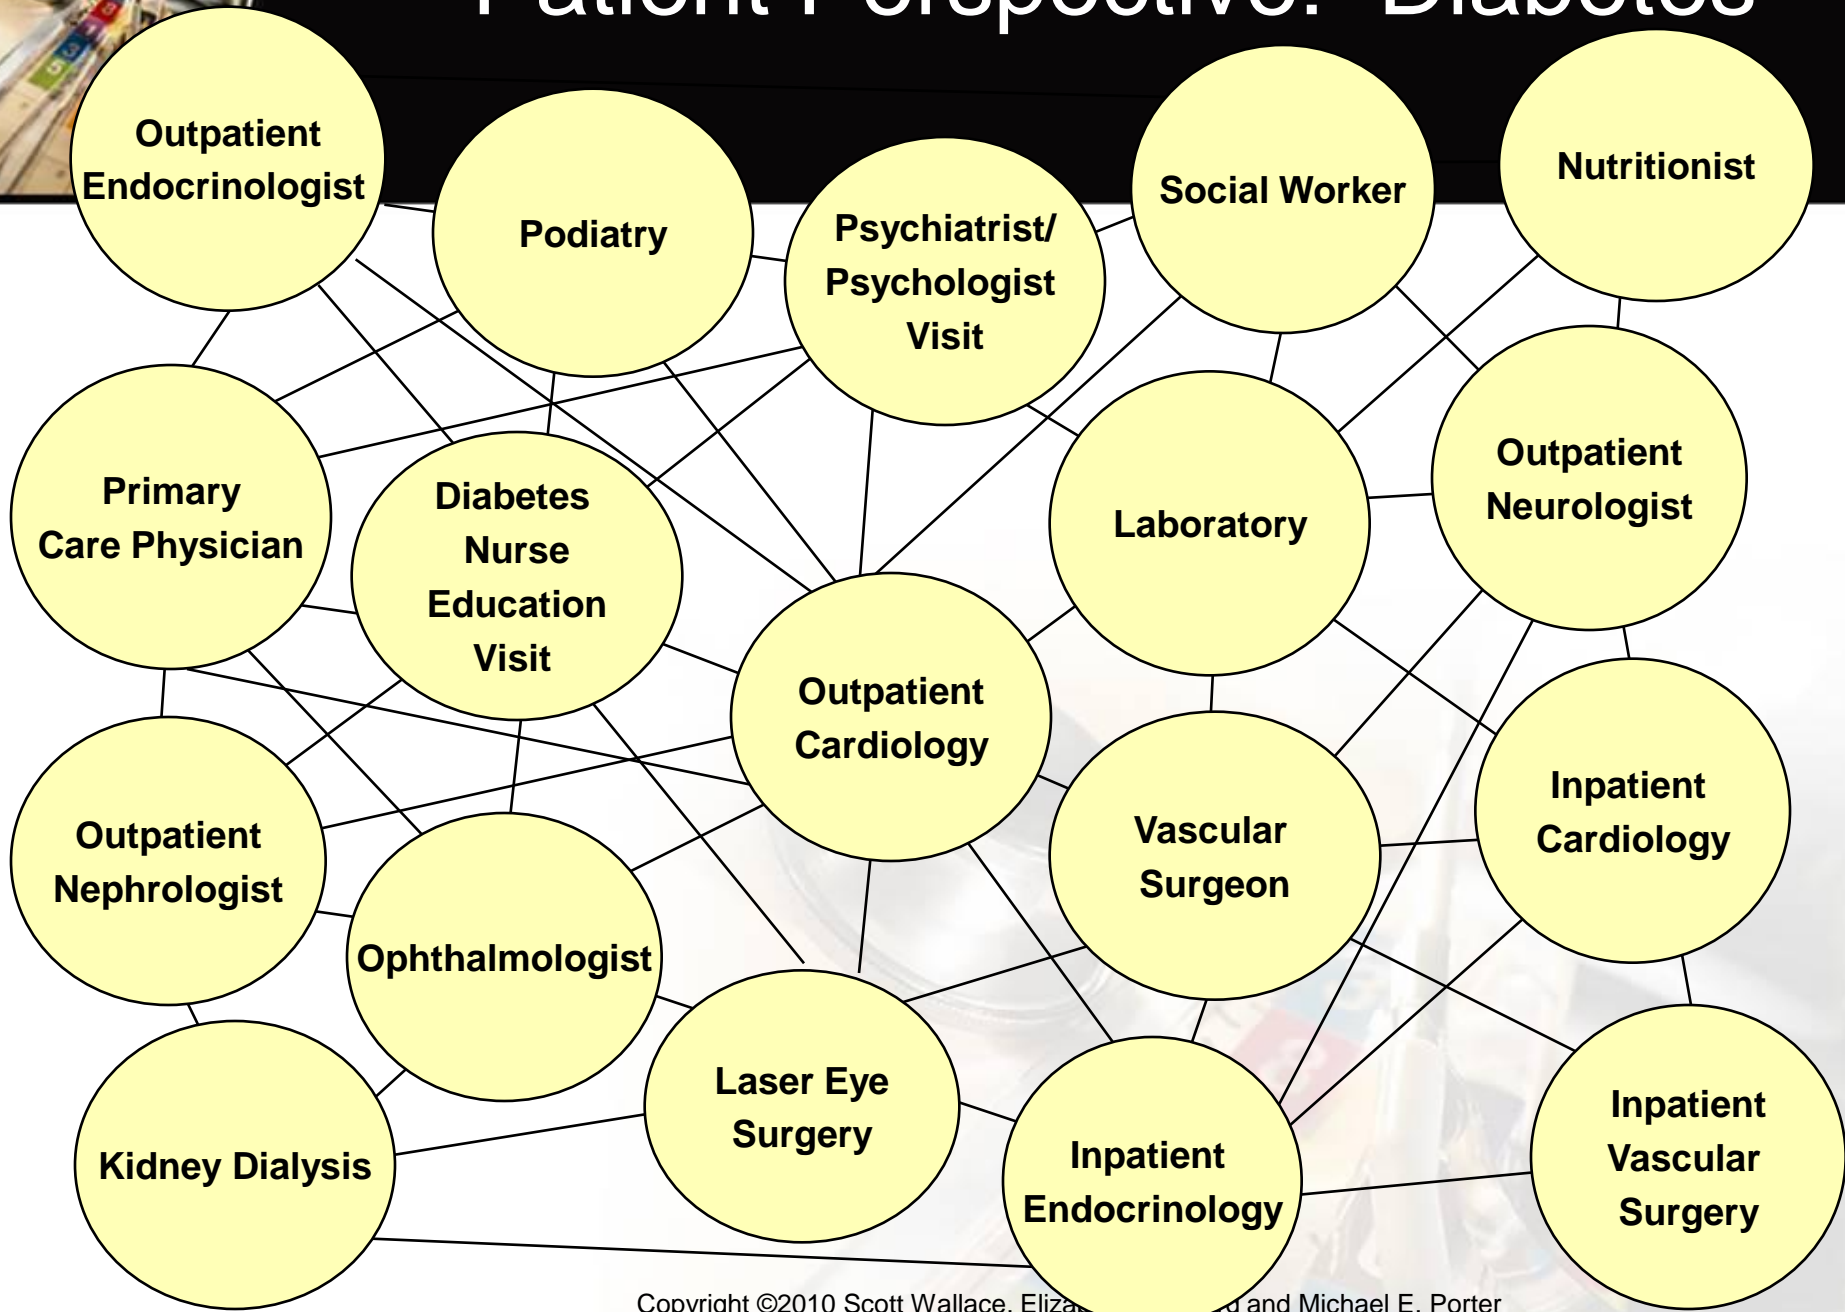 Patient Perspective: Diabetes
Outpatient
Endocrinologist
Podiatry
Psychiatrist/
Psychologist
Visit
Social Worker
Nutritionist
Primary
Care Physician
Diabetes
Nurse
Education
Visit
Laboratory
Outpatient
Neurologist
Outpatient
Cardiology
Outpatient
Nephrologist
Ophthalmologist
Vascular
Surgeon
Inpatient
Cardiology
Kidney Dialysis
Laser Eye
Surgery
Inpatient
Endocrinology
Inpatient
Vascular
Surgery
Copyright ©2010 Scott Wallace, and Michael E. Porter